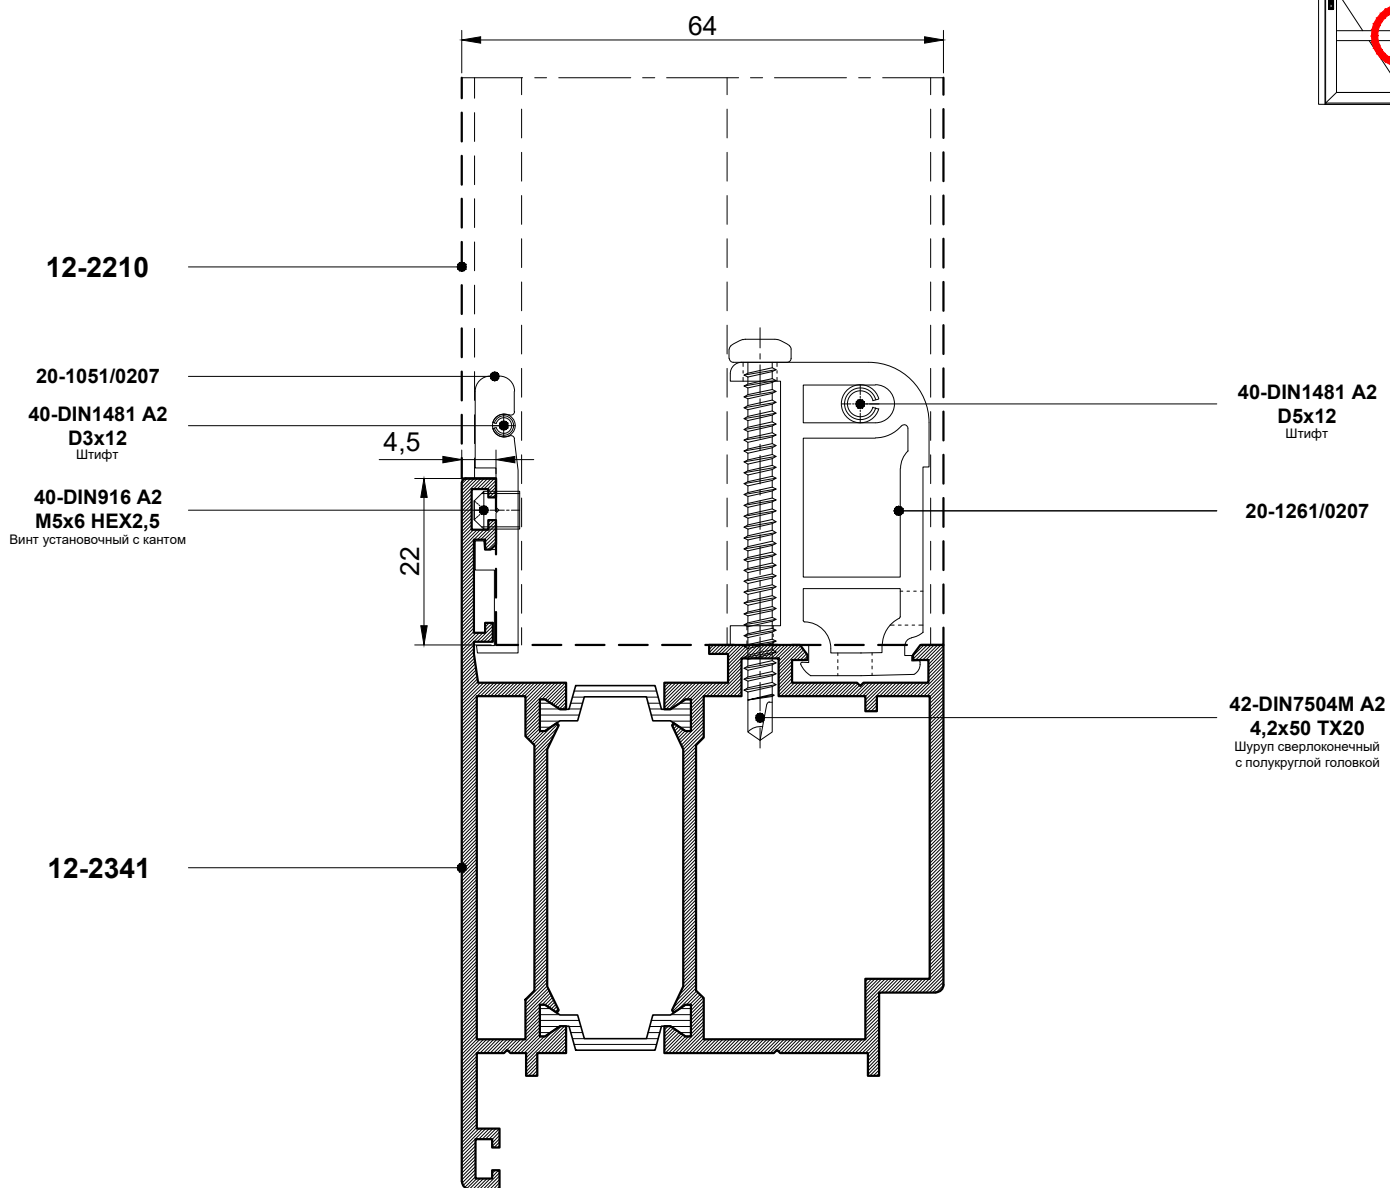 64
12-2210
20-1051/0207
40-DIN1481 A2
D3x12
Штифт
4,5
40-DIN916 A2
M5x6 HEX2,5
Винт установочный с кантом
22
12-2341
40-DIN1481 A2
D5x12
Штифт
20-1261/0207
42-DIN7504M A2
4,2x50 TX20
Шуруп сверлоконечный
с полукруглой головкой